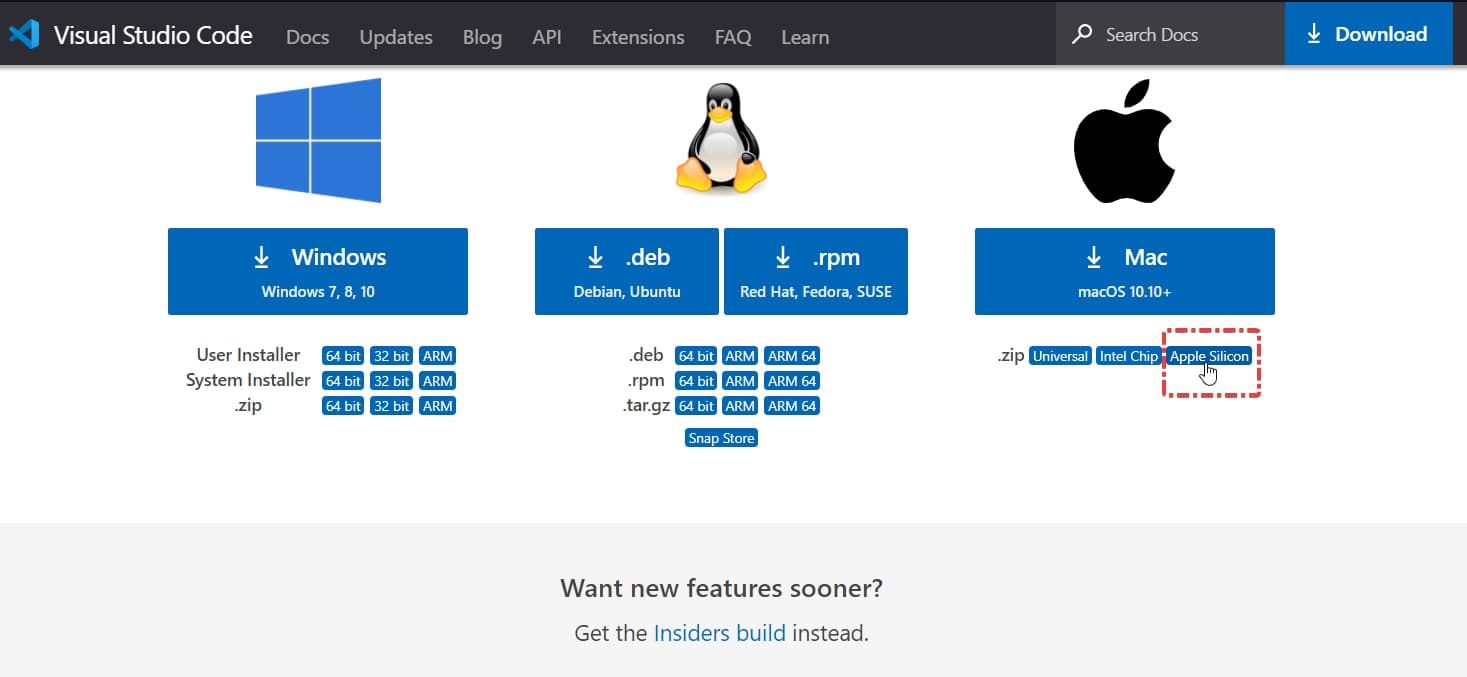 Visual Studio Code Docs Updates Blog API Extensions FAQ Learn Search Docs Download
Windows
Windows 7, 8, 10
.deb
Debian, Ubuntu
.rpm
Red Hat, Fedora, SUSE
Mac
macOS 10.10+
User Installer 64 bit 32 bit ARM
System Installer 64 bit 32 bit ARM
.zip 64 bit 32 bit ARM
.deb 64 bit ARM ARM 64
.rpm 64 bit ARM ARM 64
.tar.gz 64 bit ARM ARM 64
Snap Store
.zip Universal Intel Chip Apple Silicon
Want new features sooner?
Get the Insiders build instead.